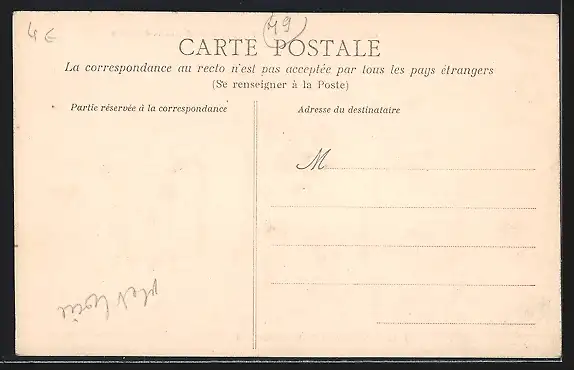 4€
49
CARTE POSTALE
La correspondance au recto n'est pas acceptée par tous les pays étrangers
(Se renseigner à la Poste)
Partie réservée à la correspondance
Adresse du destinataire
M